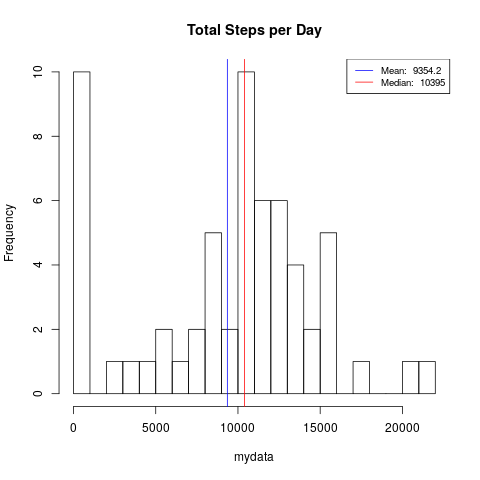 Total Steps per Day
Mean:  9354.2
Median:  10395
Frequency
10
8
6
4
2
0
0 5000 10000 15000 20000
mydata